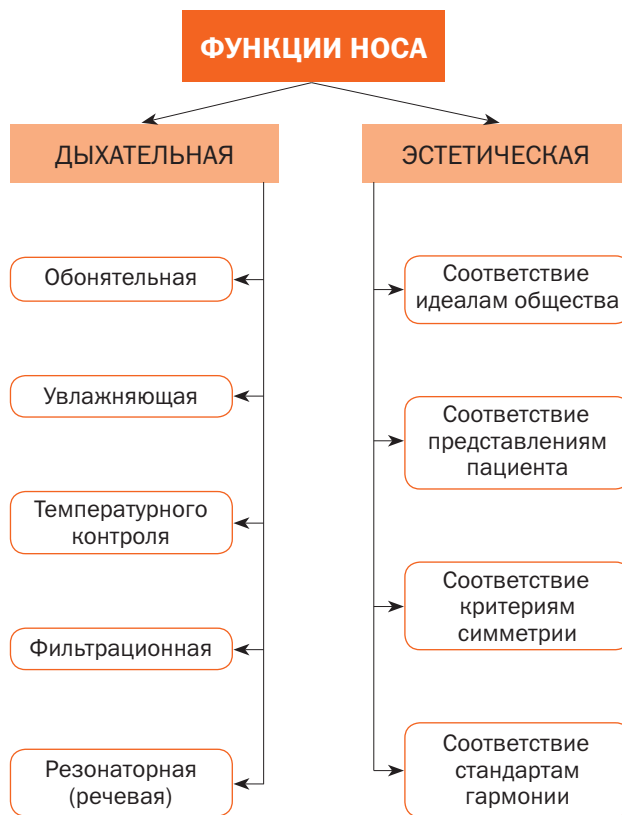 ФУНКЦИИ НОСА
ДЫХАТЕЛЬНАЯ
Обонятельная
Увлажняющая
Температурного
контроля
Фильтрационная
Резонаторная
(речевая)
ЭСТЕТИЧЕСКАЯ
Соответствие
идеалам общества
Соответствие
представлениям
пациента
Соответствие
критериям
симметрии
Соответствие
стандартам
гармонии